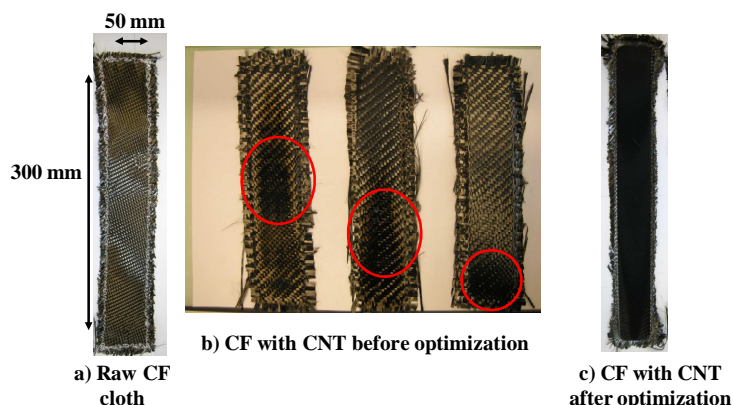 50 mm
300 mm
a) Raw CF
cloth
b) CF with CNT before optimization
c) CF with CNT
after optimization